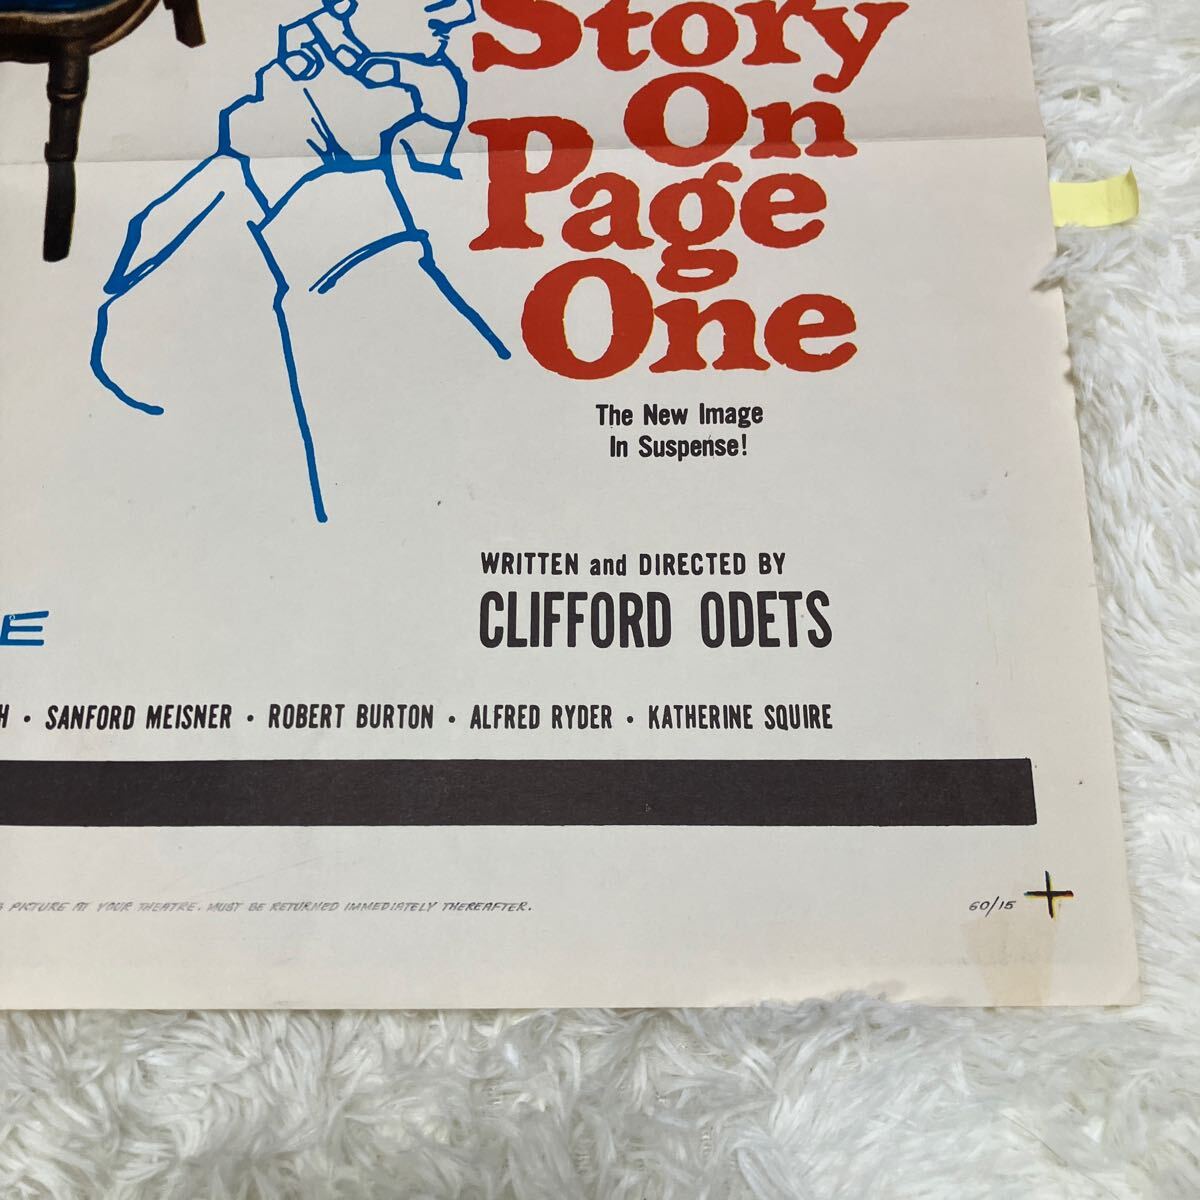 Story
On
Page
One
The New Image
In Suspense!
WRITTEN and DIRECTED BY
CLIFFORD ODETS
E
H · SANFORD MEISNER · ROBERT BURTON · ALFRED RYDER · KATHERINE SQUIRE
PICTURE AT YOUR THEATRE. MUST BE RETURNED IMMEDIATELY THEREAFTER.
60/15